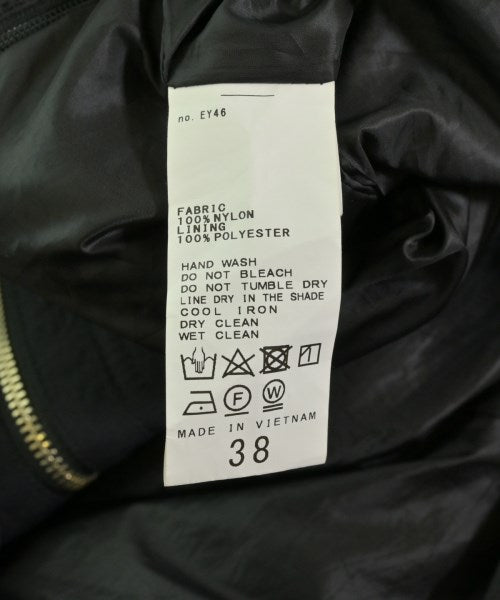 no. EY46
FABRIC
100%NYLON
LINING
100%POLYESTER
HAND WASH
DO NOT BLEACH
DO NOT TUMBLE DRY
LINE DRY IN THE SHADE
COOL IRON
DRY CLEAN
WET CLEAN
F W
MADE IN VIETNAM
38